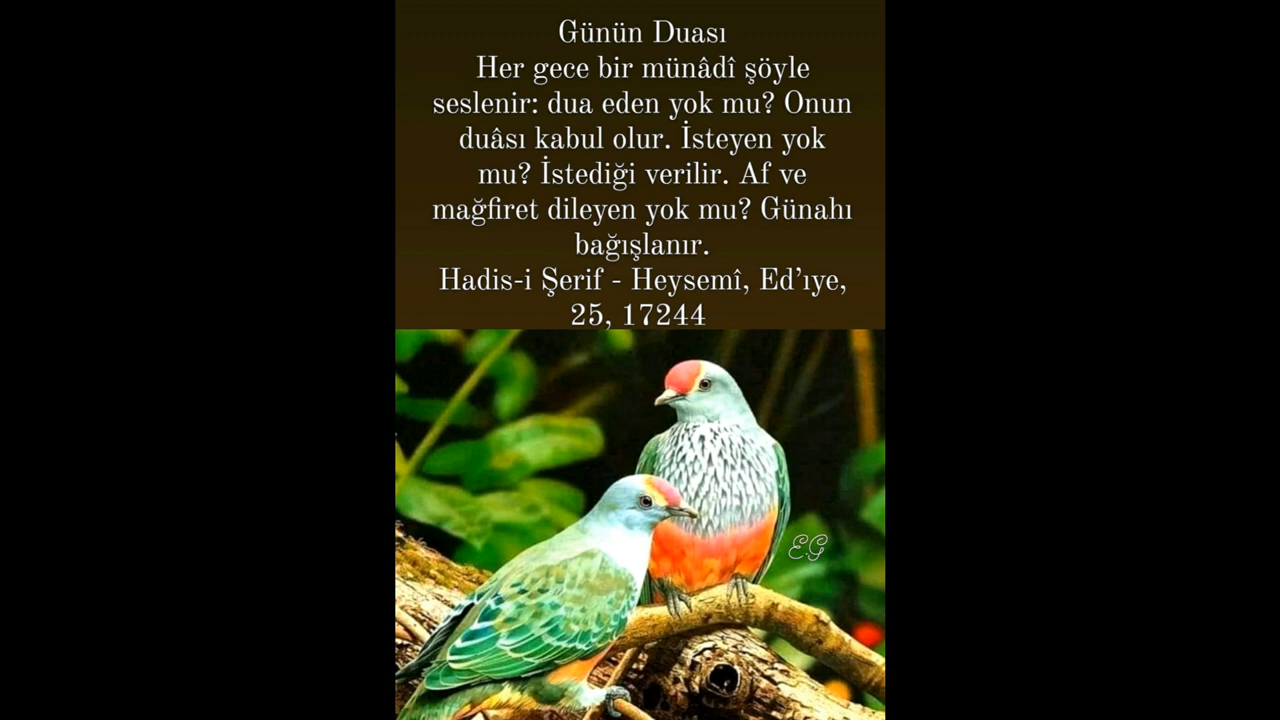 Günün Duası
Her gece bir münâdî şöyle
seslenir: dua eden yok mu? Onun
duâsı kabul olur. İsteyen yok
mu? İstediği verilir. Af ve
mağfiret dileyen yok mu? Günahı
bağışlanır.
Hadis-i Şerif - Heysemî, Ed’ıye,
25, 17244
E.G